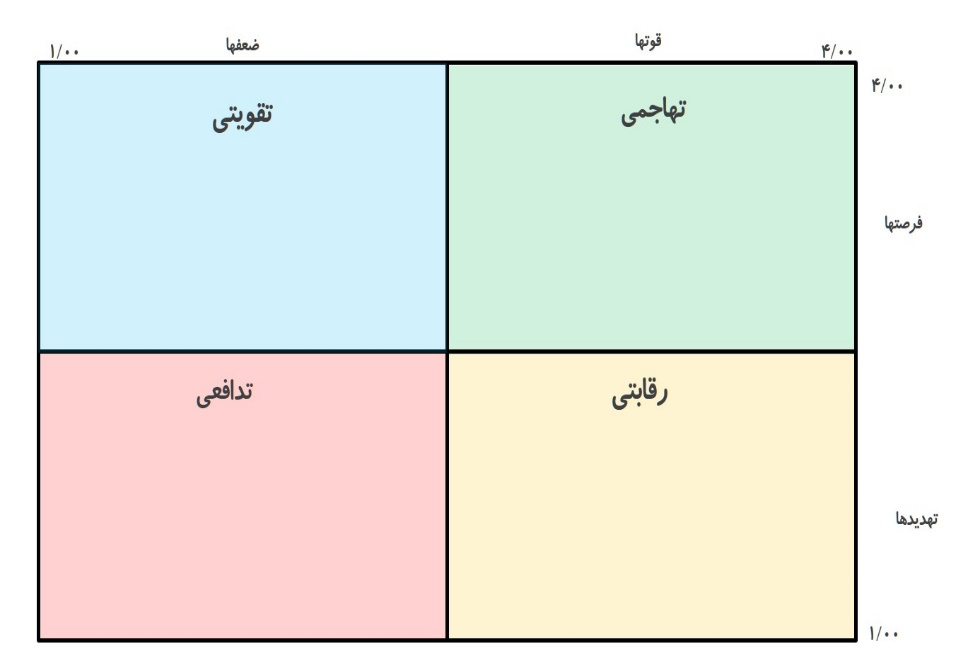 ۴/۰۰ قوتها ضعفها ۱/۰۰
۴/۰۰
تهاجمی تقویتی
فرصتها
رقابتی تدافعی
تهدیدها
۱/۰۰